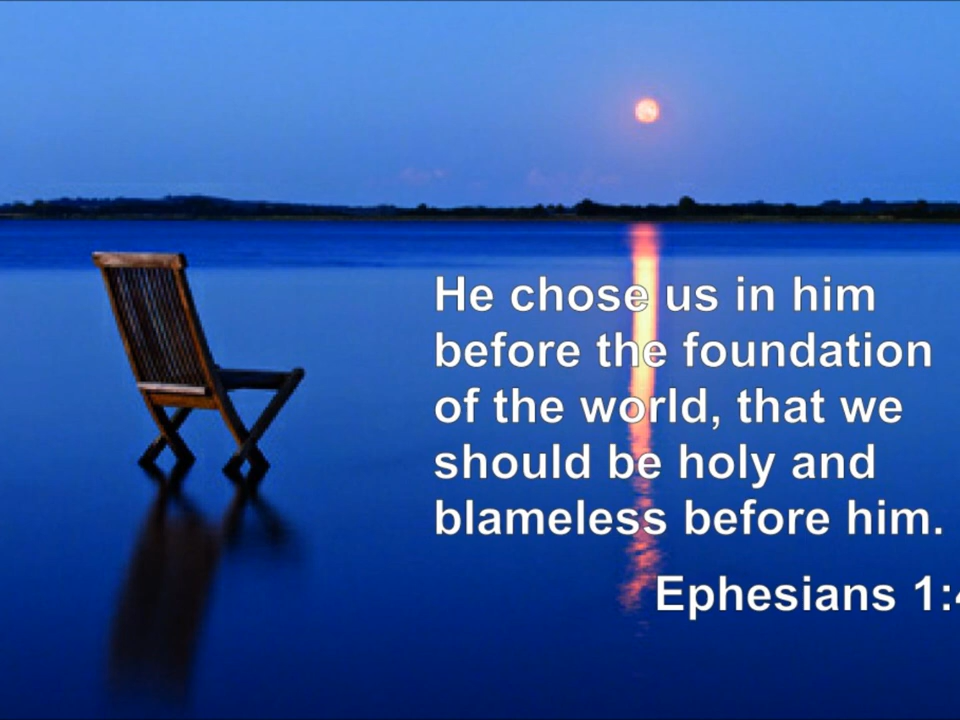 He chose us in him
before the foundation
of the world, that we
should be holy and
blameless before him.
Ephesians 1:4